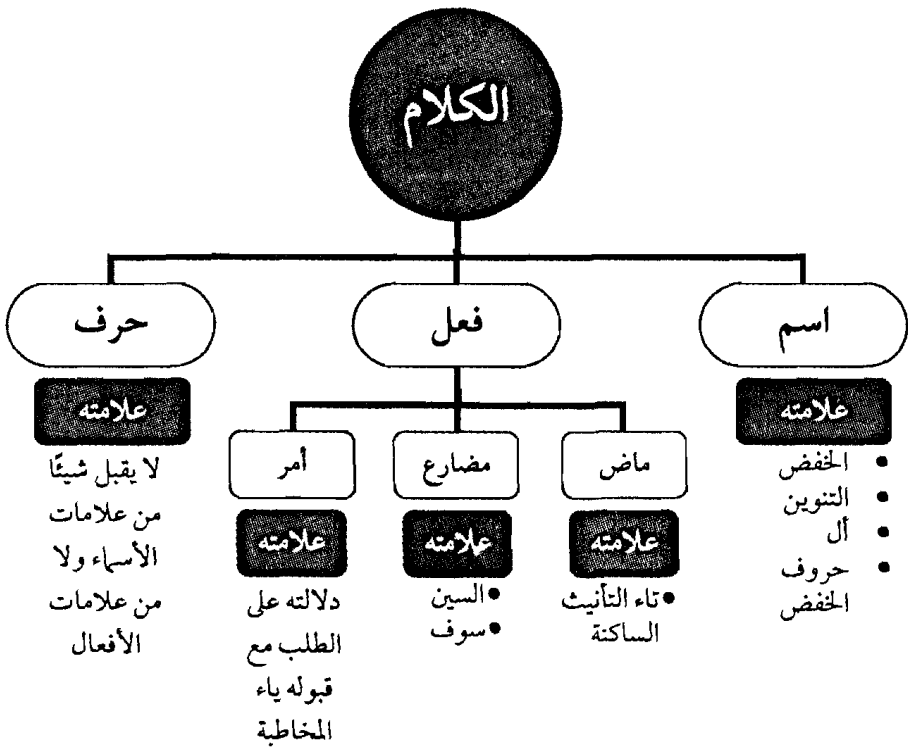 الكلام
اسم
علامته
• الخفض
• التنوين
• أل
• حروف
الخفض
فعل
ماض
علامته
• تاء التأنيث
الساكنة
مضارع
علامته
• السين
• سوف
أمر
علامته
دلالته على
الطلب مع
قبوله ياء
المخاطبة
حرف
علامته
لا يقبل شيئًا
من علامات
الأسماء ولا
من علامات
الأفعال